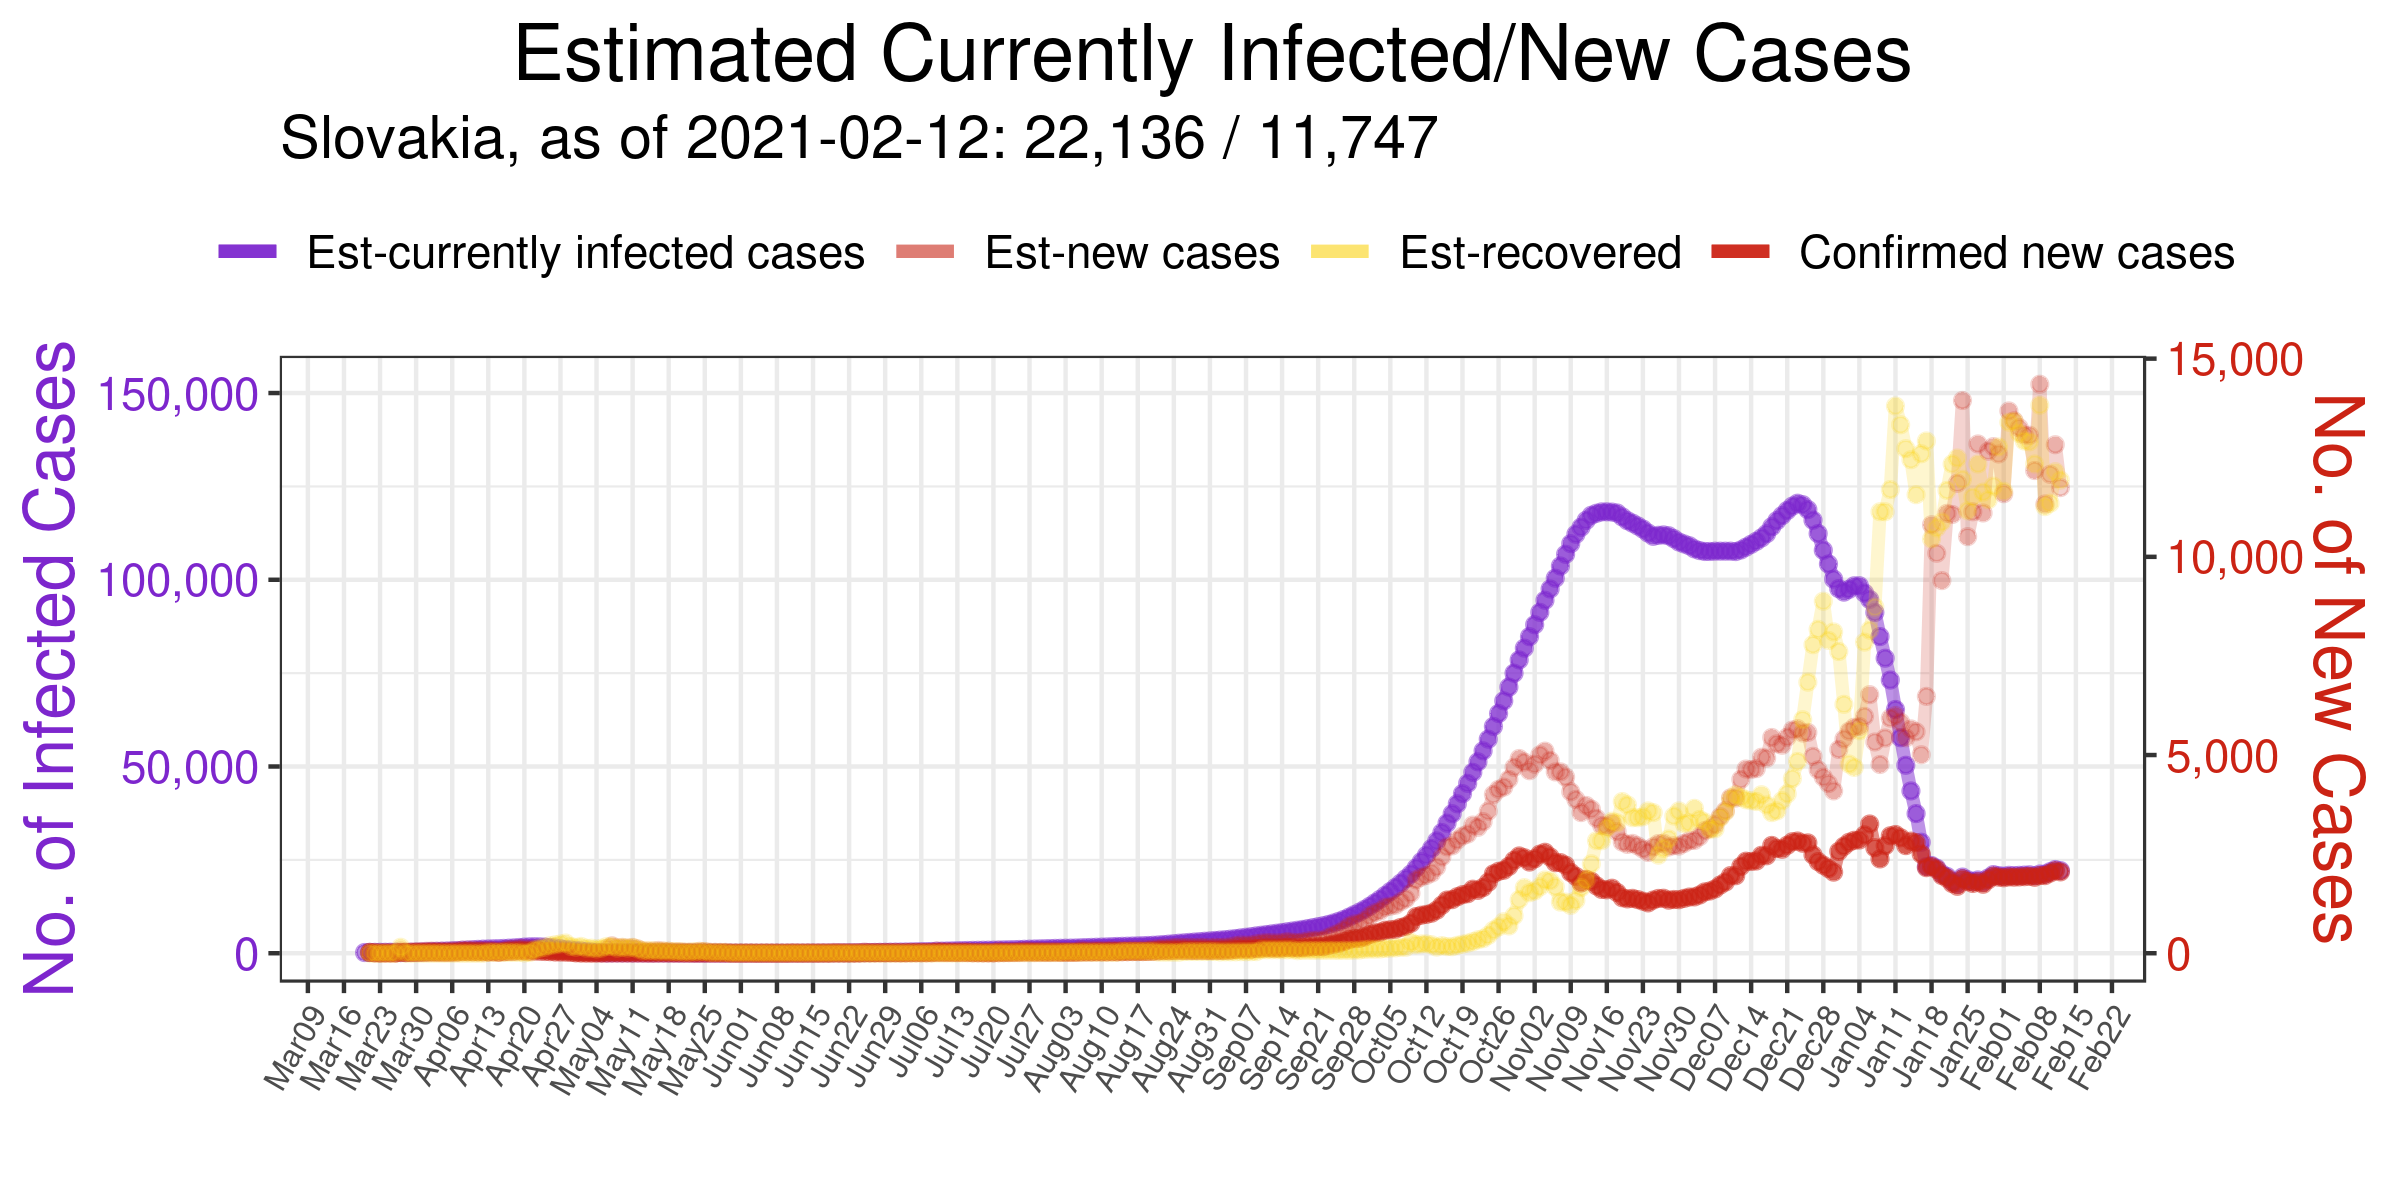 Estimated Currently Infected/New Cases
Slovakia, as of 2021-02-12: 22,136 / 11,747
Est-currently infected cases Est-new cases Est-recovered Confirmed new cases
No. of Infected Cases
150,000
100,000
50,000
0
15,000
10,000
5,000
0
No. of New Cases
Mar09 Mar16 Mar23 Mar30 Apr06 Apr13 Apr20 Apr27 May04 May11 May18 May25 Jun01 Jun08 Jun15 Jun22 Jun29 Jul06 Jul13 Jul20 Jul27 Aug03 Aug10 Aug17 Aug24 Aug31 Sep07 Sep14 Sep21 Sep28 Oct05 Oct12 Oct19 Oct26 Nov02 Nov09 Nov16 Nov23 Nov30 Dec07 Dec14 Dec21 Dec28 Jan04 Jan11 Jan18 Jan25 Feb01 Feb08 Feb15 Feb22